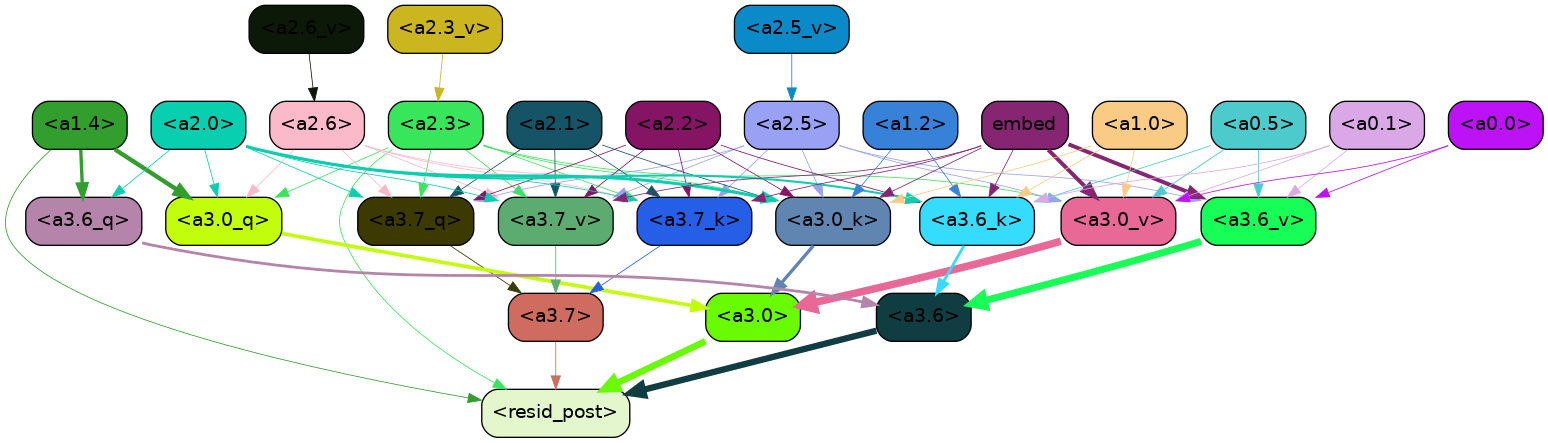 <a2.6_v> <a2.3_v> <a2.5_v>
<a1.4> <a2.0> <a2.6> <a2.3> <a2.1> <a2.2> <a2.5> <a1.2> embed <a1.0> <a0.5> <a0.1> <a0.0>
<a3.6_q> <a3.0_q> <a3.7_q> <a3.7_v> <a3.7_k> <a3.0_k> <a3.6_k> <a3.0_v> <a3.6_v>
<a3.7> <a3.0> <a3.6>
<resid_post>